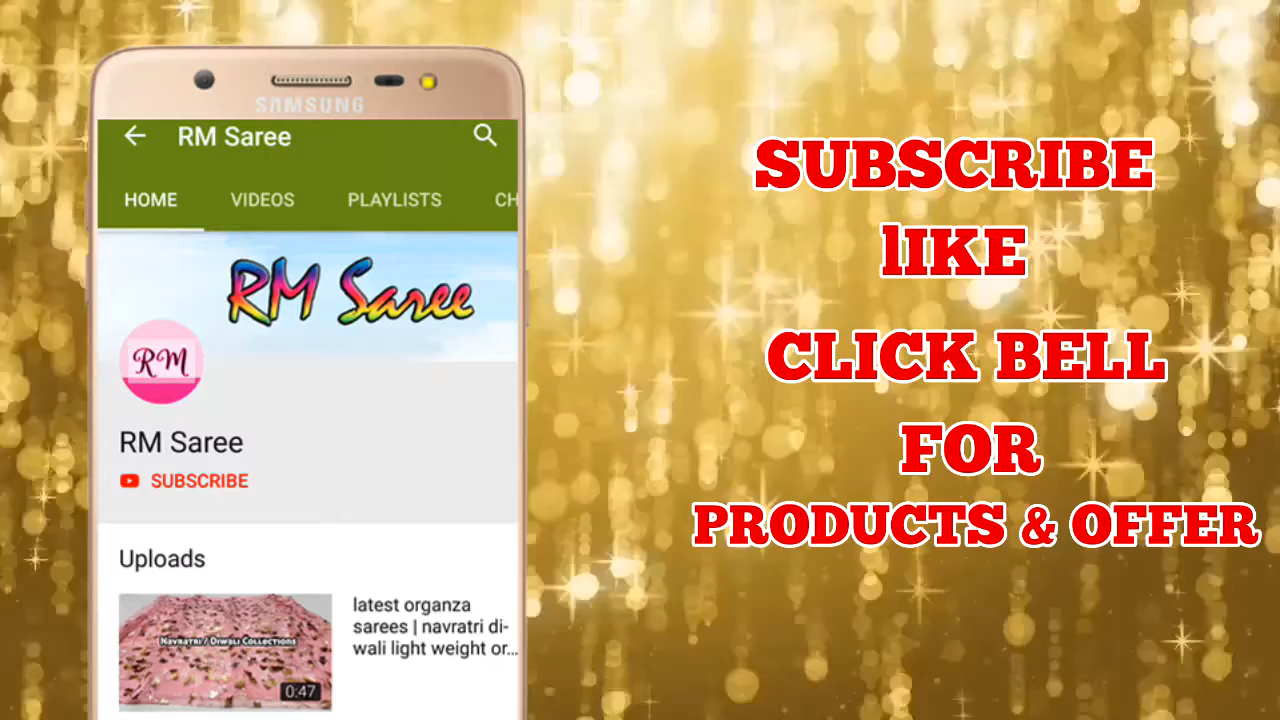 SAMSUNG
RM Saree
HOME VIDEOS PLAYLISTS CH
RM Saree
RM
RM Saree
SUBSCRIBE
Uploads
NAVRATRI / DIWALI COLLECTIONS
0:47
latest organza
sarees | navratri di-
wali light weight or...
SUBSCRIBE
lIKE
CLICK BELL
FOR
PRODUCTS & OFFER